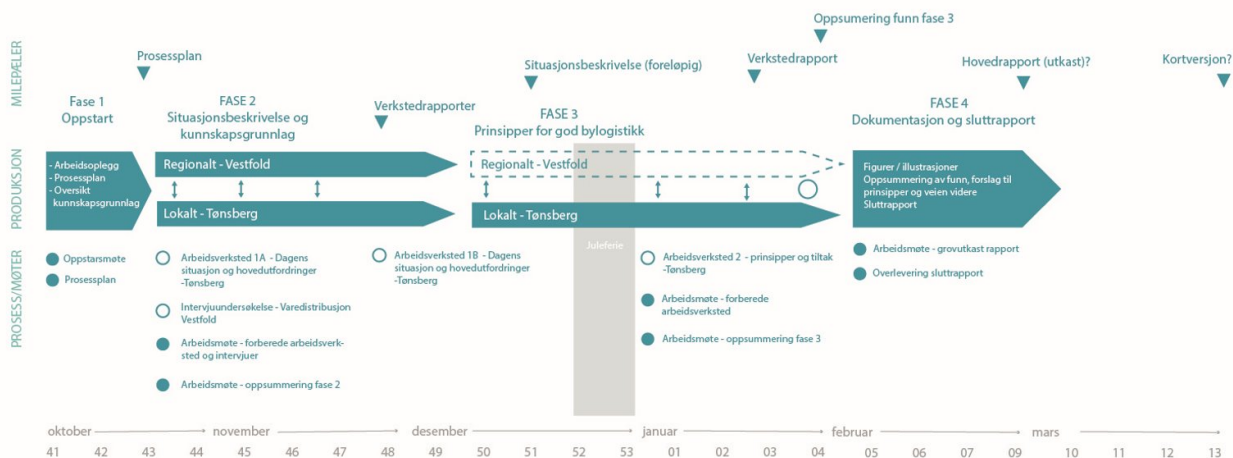 MILEPÆLER
Oppsumering funn fase 3
Prosessplan
Situasjonsbeskrivelse (foreløpig)
Verkstedrapport
Hovedrapport (utkast)?
Kortversjon?
Verkstedrapporter
Fase 1
Oppstart
FASE 2
Situasjonsbeskrivelse og
kunnskapsgrunnlag
FASE 3
Prinsipper for god bylogistikk
FASE 4
Dokumentasjon og sluttrapport
PRODUKSJON
- Arbeidsoplegg
- Prosessplan
- Oversikt
kunnskapsgrunnlag
Regionalt - Vestfold
Lokalt - Tønsberg
Regionalt - Vestfold
Lokalt - Tønsberg
Figurer / illustrasjoner
Oppsummering av funn, forslag til
prinsipper og veien videre
Sluttrapport
Juleferie
PROSESS/MØTER
Oppstarsmøte
Prosessplan
Arbeidsverksted 1A - Dagens
situasjon og hovedutfordringer
-Tønsberg
Intervjuundersøkelse - Varedistribusjon
Vestfold
Arbeidsmøte - forberede arbeidsverk-
sted og intervjuer
Arbeidsmøte - oppsummering fase 2
Arbeidsverksted 1B - Dagens
situasjon og hovedutfordringer
-Tønsberg
Arbeidsverksted 2 - prinsipper og tiltak
-Tønsberg
Arbeidsmøte - forberede
arbeidsverksted
Arbeidsmøte - oppsummering fase 3
Arbeidsmøte - grovutkast rapport
Overlevering sluttrapport
oktober november desember januar februar mars
41 42 43 44 45 46 47 48 49 50 51 52 53 01 02 03 04 05 06 07 09 10 11 12 13